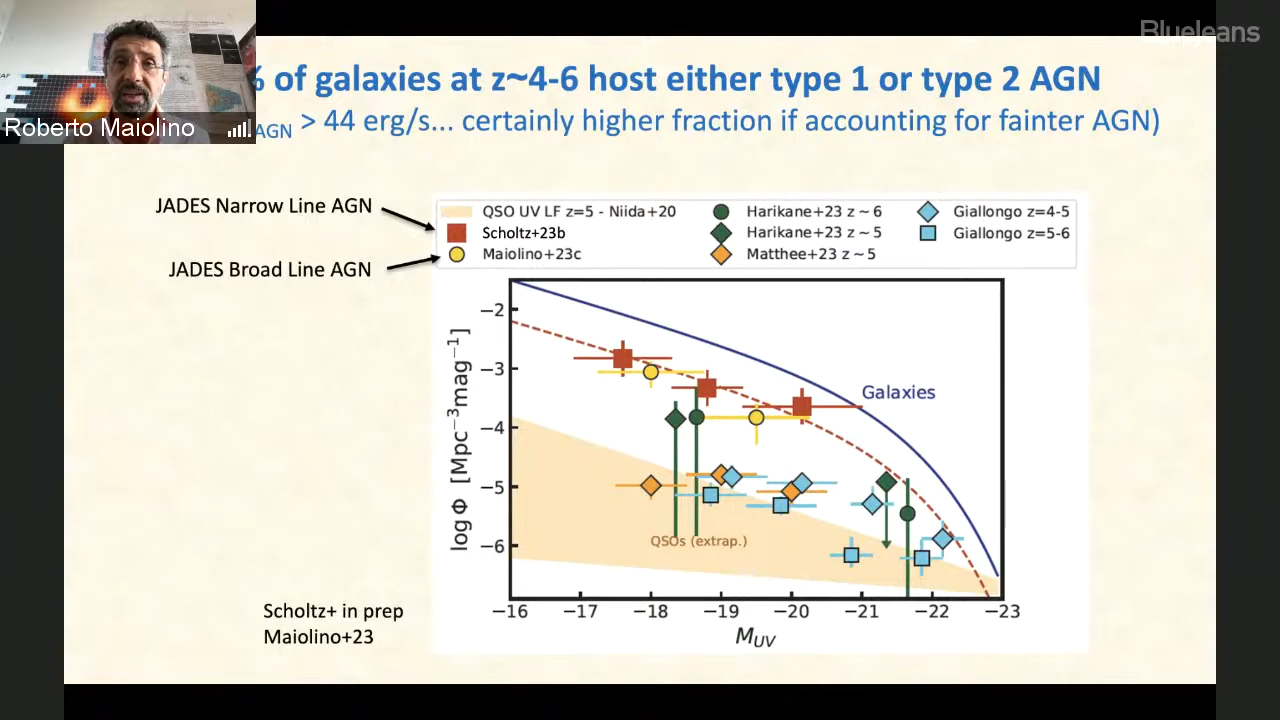 BlueJeans
% of galaxies at z~4-6 host either type 1 or type 2 AGN
AGN > 44 erg/s... certainly higher fraction if accounting for fainter AGN)
Roberto Maiolino
JADES Narrow Line AGN
JADES Broad Line AGN
QSO UV LF z=5 - Niida+20
Scholtz+23b
Maiolino+23c
Harikane+23 z ~ 6
Harikane+23 z ~ 5
Matthee+23 z ~ 5
Giallongo z=4-5
Giallongo z=5-6
log Φ [Mpc⁻³mag⁻¹]
−2
−3
−4
−5
−6
Galaxies
QSOs (extrap.)
−16 −17 −18 −19 −20 −21 −22 −23
M_UV
Scholtz+ in prep
Maiolino+23